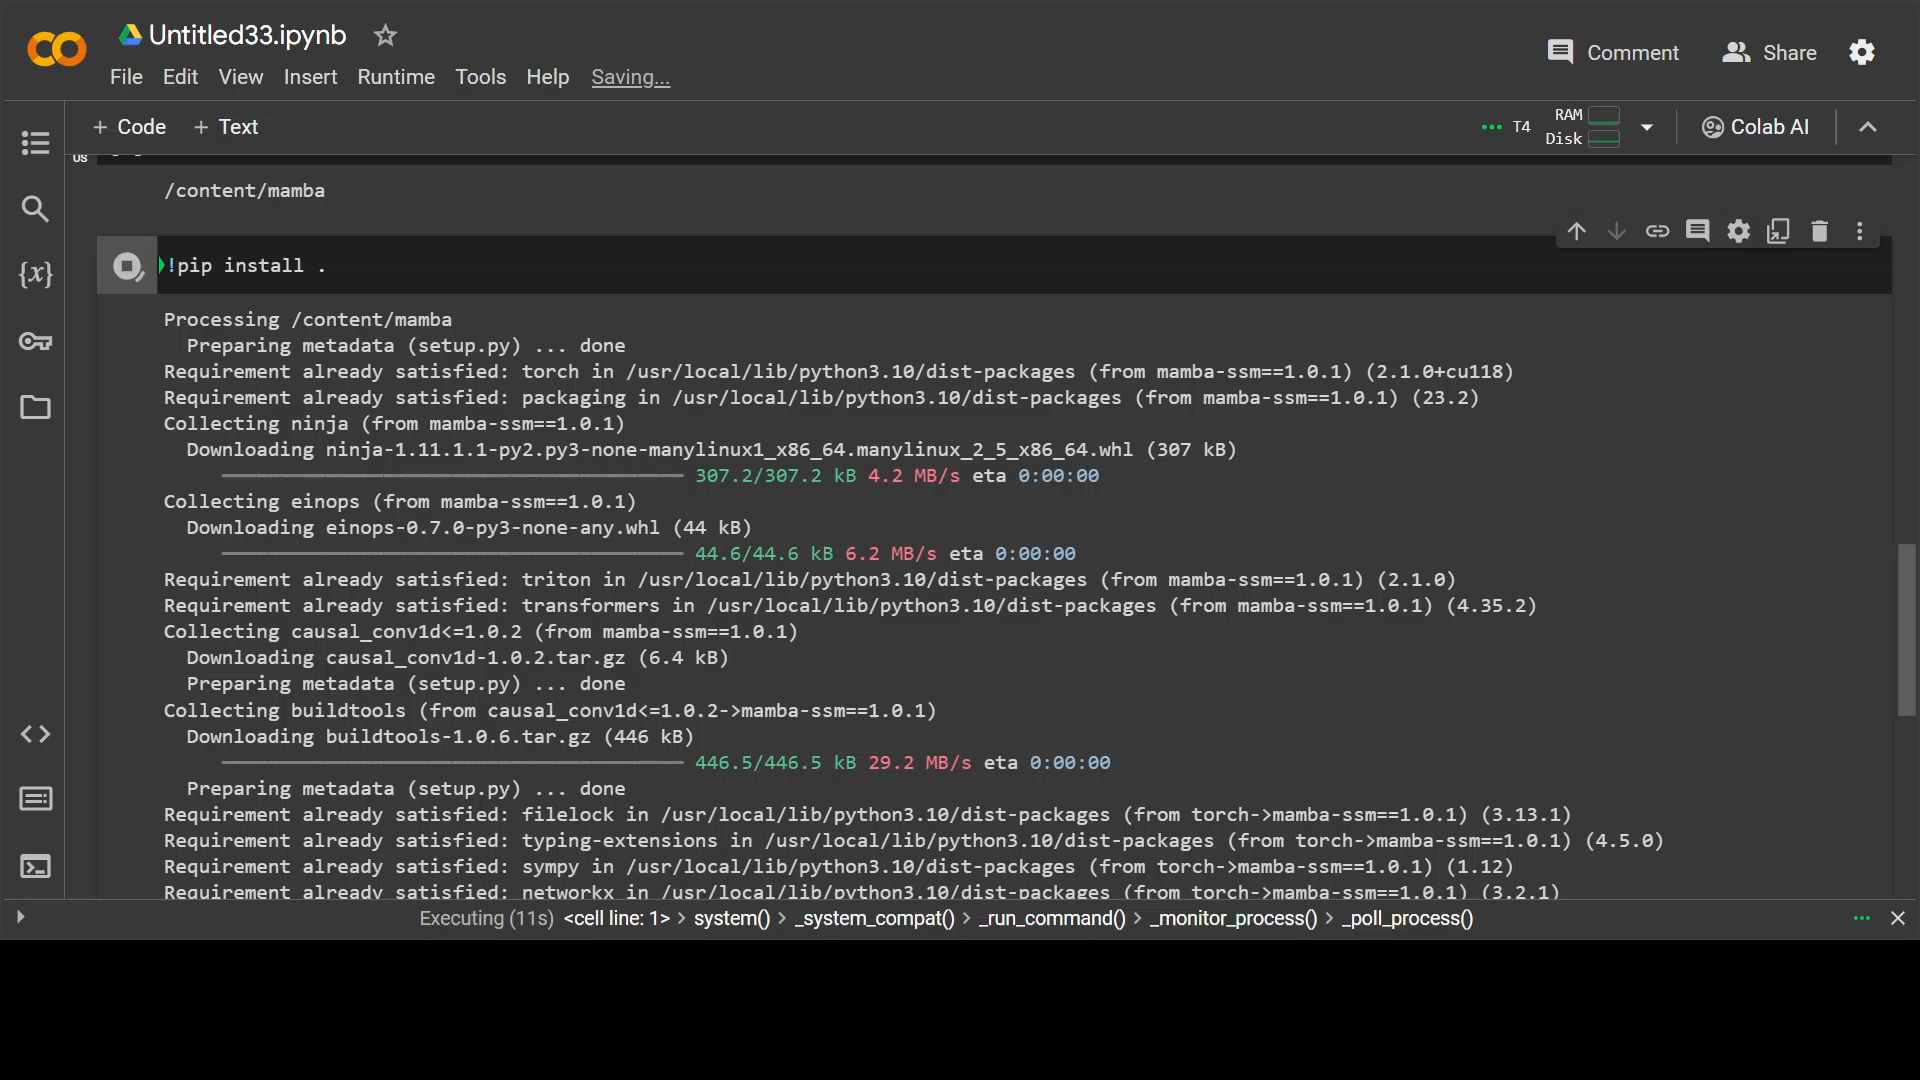 Untitled33.ipynb
File Edit View Insert Runtime Tools Help Saving...
Comment Share
+ Code + Text
T4 RAM Disk Colab AI
/content/mamba
!pip install .
Processing /content/mamba
Preparing metadata (setup.py) ... done
Requirement already satisfied: torch in /usr/local/lib/python3.10/dist-packages (from mamba-ssm==1.0.1) (2.1.0+cu118)
Requirement already satisfied: packaging in /usr/local/lib/python3.10/dist-packages (from mamba-ssm==1.0.1) (23.2)
Collecting ninja (from mamba-ssm==1.0.1)
Downloading ninja-1.11.1.1-py2.py3-none-manylinux1_x86_64.manylinux_2_5_x86_64.whl (307 kB)
307.2/307.2 kB 4.2 MB/s eta 0:00:00
Collecting einops (from mamba-ssm==1.0.1)
Downloading einops-0.7.0-py3-none-any.whl (44 kB)
44.6/44.6 kB 6.2 MB/s eta 0:00:00
Requirement already satisfied: triton in /usr/local/lib/python3.10/dist-packages (from mamba-ssm==1.0.1) (2.1.0)
Requirement already satisfied: transformers in /usr/local/lib/python3.10/dist-packages (from mamba-ssm==1.0.1) (4.35.2)
Collecting causal_conv1d<=1.0.2 (from mamba-ssm==1.0.1)
Downloading causal_conv1d-1.0.2.tar.gz (6.4 kB)
Preparing metadata (setup.py) ... done
Collecting buildtools (from causal_conv1d<=1.0.2->mamba-ssm==1.0.1)
Downloading buildtools-1.0.6.tar.gz (446 kB)
446.5/446.5 kB 29.2 MB/s eta 0:00:00
Preparing metadata (setup.py) ... done
Requirement already satisfied: filelock in /usr/local/lib/python3.10/dist-packages (from torch->mamba-ssm==1.0.1) (3.13.1)
Requirement already satisfied: typing-extensions in /usr/local/lib/python3.10/dist-packages (from torch->mamba-ssm==1.0.1) (4.5.0)
Requirement already satisfied: sympy in /usr/local/lib/python3.10/dist-packages (from torch->mamba-ssm==1.0.1) (1.12)
Requirement already satisfied: networkx in /usr/local/lib/python3.10/dist-packages (from torch->mamba-ssm==1.0.1) (3.2.1)
Executing (11s) <cell line: 1> > system() > _system_compat() > _run_command() > _monitor_process() > _poll_process()